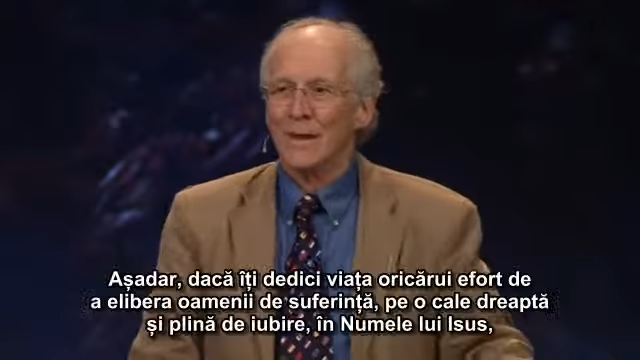 Așadar, dacă îți dedici viața oricărui efort de
a elibera oamenii de suferință, pe o cale dreaptă
și plină de iubire, în Numele lui Isus,